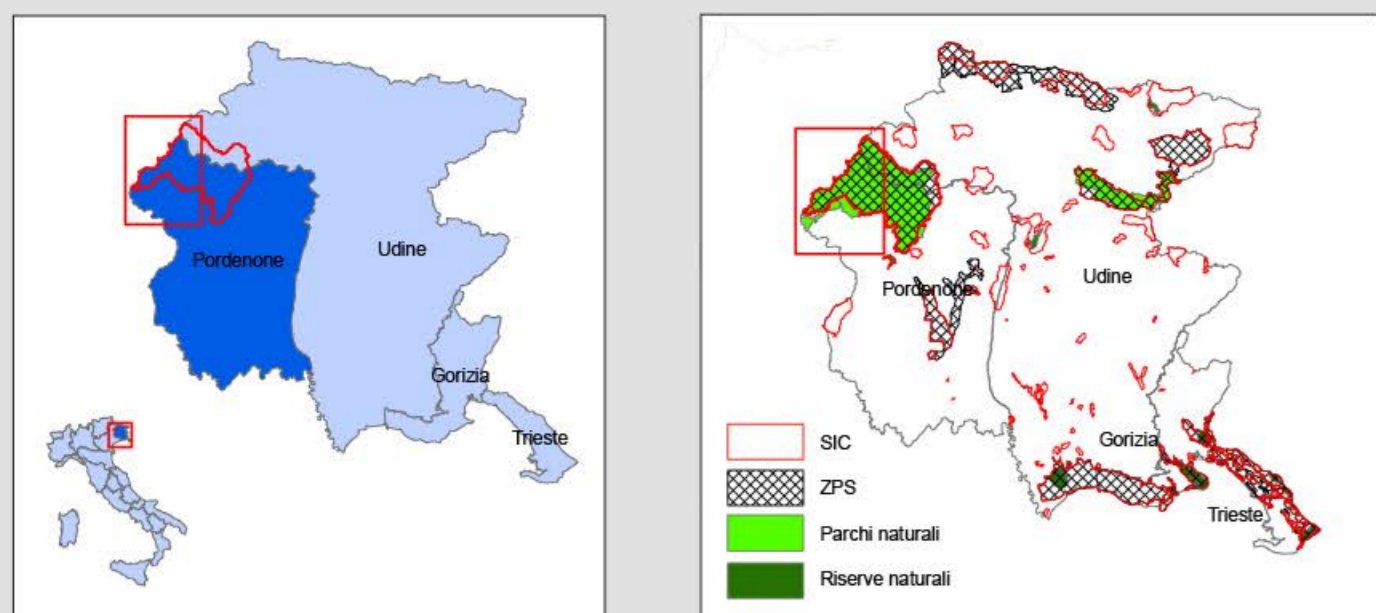 Pordenone
Udine
Gorizia
Trieste
Pordenone
Udine
Gorizia
Trieste
SIC
ZPS
Parchi naturali
Riserve naturali